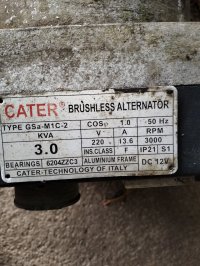 CATER® BRUSHLESS ALTERNATOR
TYPE GSa-M1C-2 COSφ 1.0 ~50 Hz
KVA V A RPM
3.0 220 13.6 3000
INS.CLASS F IP21 S1
BEARINGS 6204ZZC3 ALUMINIUM FRAME DC 12V
CATER-TECHNOLOGY OF ITALY